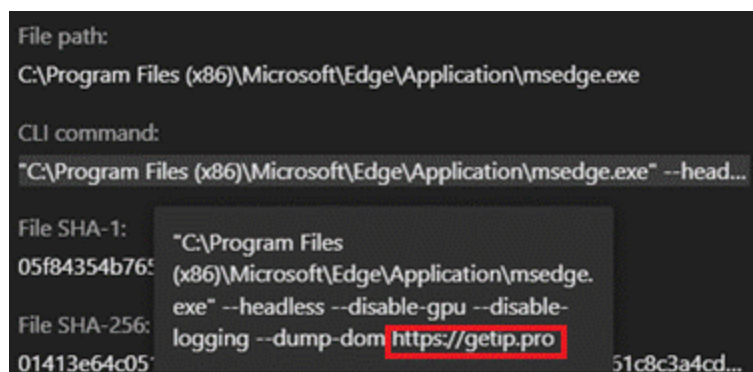 File path:
C:\Program Files (x86)\Microsoft\Edge\Application\msedge.exe
CLI command:
"C:\Program Files (x86)\Microsoft\Edge\Application\msedge.exe" --head...
File SHA-1:
05f84354b765
File SHA-256:
01413e64c051
"C:\Program Files
(x86)\Microsoft\Edge\Application\msedge.
exe" --headless --disable-gpu --disable-
logging --dump-dom https://getip.pro
51c8c3a4cd...